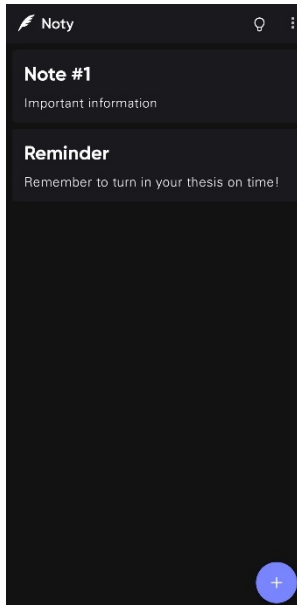 Noty
Note #1
Important information
Reminder
Remember to turn in your thesis on time!